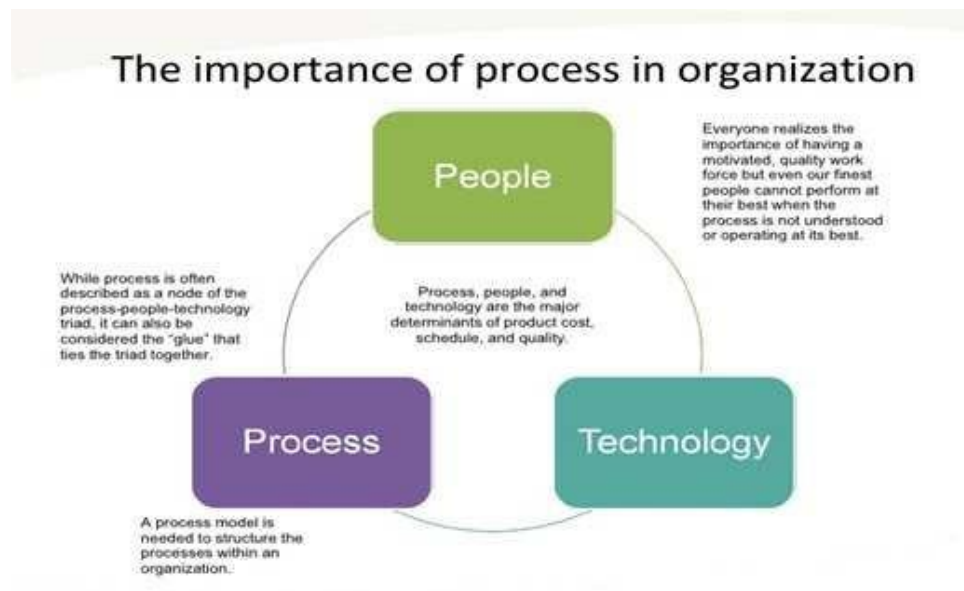 The importance of process in organization
People
Everyone realizes the
importance of having a
motivated, quality work
force but even our finest
people cannot perform at
their best when the
process is not understood
or operating at its best.
While process is often
described as a node of the
process-people-technology
triad, it can also be
considered the "glue" that
ties the triad together.
Process, people, and
technology are the major
determinants of product cost,
schedule, and quality.
Process
Technology
A process model is
needed to structure the
processes within an
organization.